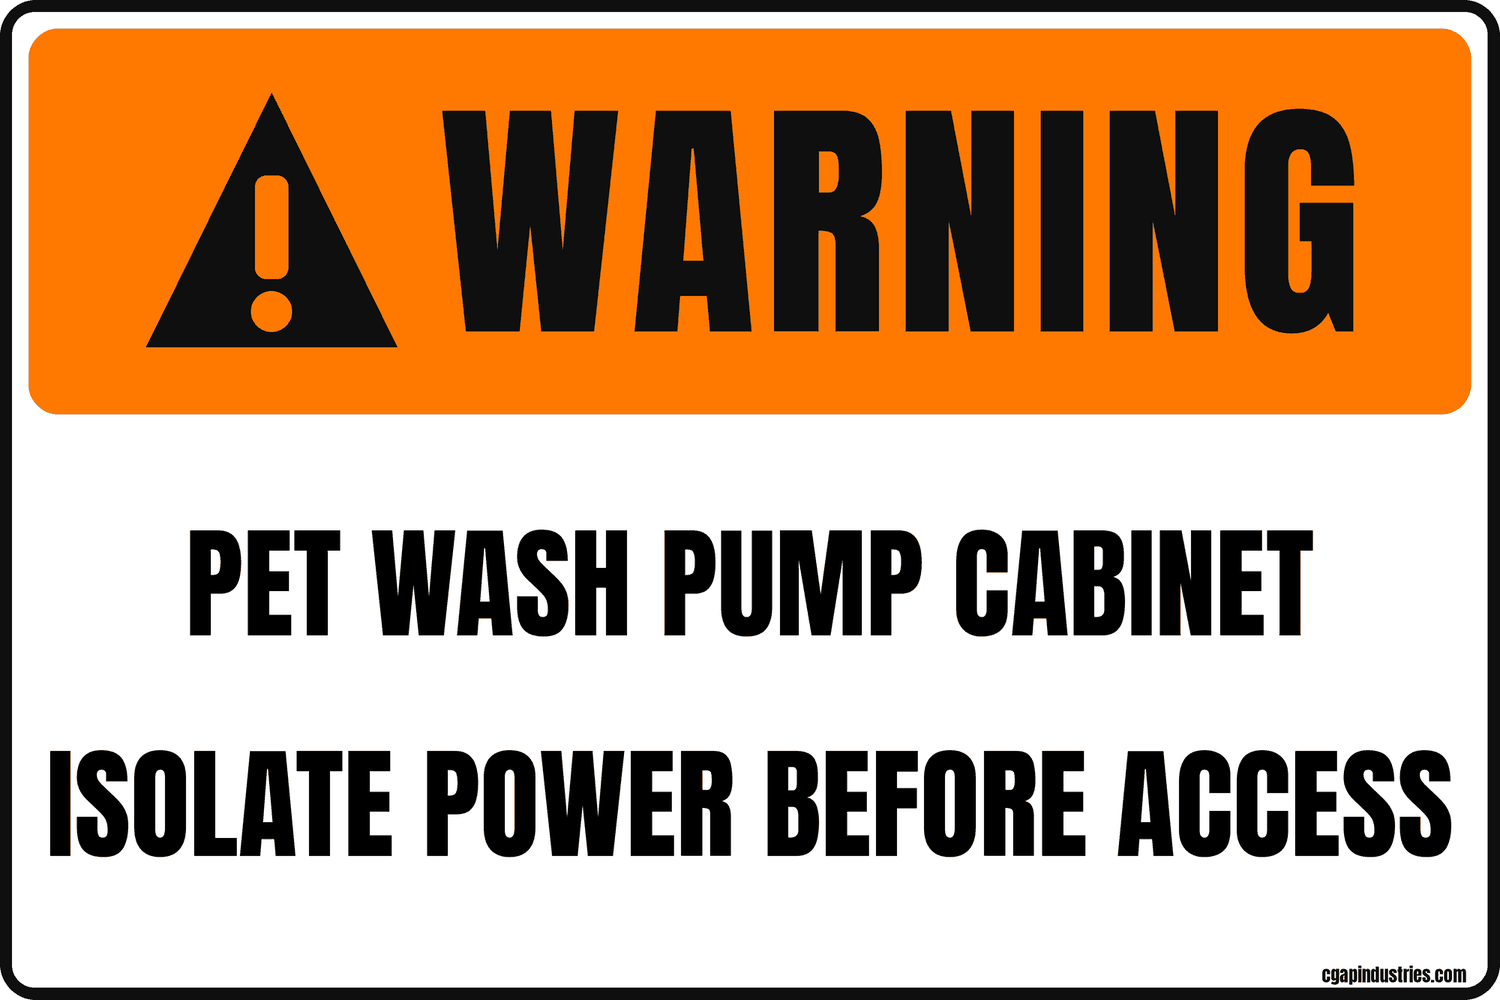 WARNING
PET WASH PUMP CABINET
ISOLATE POWER BEFORE ACCESS
cgapindustries.com